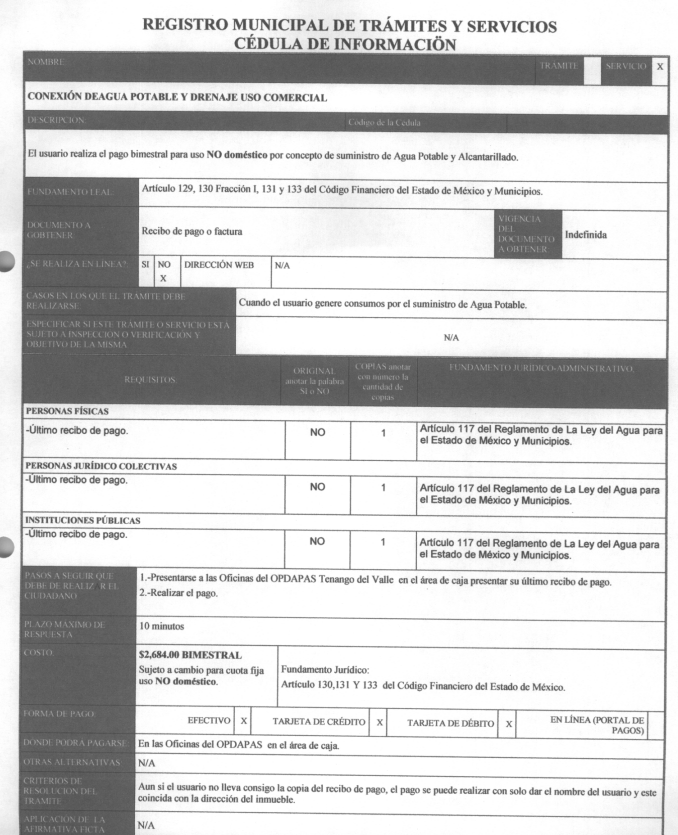 REGISTRO MUNICIPAL DE TRÁMITES Y SERVICIOS
CÉDULA DE INFORMACIÖN
NOMBRE: TRÁMITE SERVICIO X
CONEXIÓN DEAGUA POTABLE Y DRENAJE USO COMERCIAL
DESCRIPCION: Código de la Cedula
El usuario realiza el pago bimestral para uso NO doméstico por concepto de suministro de Agua Potable y Alcantarillado.
FUNDAMENTO LEAL: Artículo 129, 130 Fracción I, 131 y 133 del Código Financiero del Estado de México y Municipios.
DOCUMENTO A
OOBTENER: Recibo de pago o factura
VIGENCIA
DEL
DOCUMENTO
A OBTENER
Indefinida
¿SE REALIZA EN LÍNEA? SI NO DIRECCIÓN WEB N/A
X
CASOS EN LOS QUE EL TRÁMITE DEBE
REALIZARSE: Cuando el usuario genere consumos por el suministro de Agua Potable.
ESPECIFICAR SI ESTE TRÁMITE O SERVICIO ESTÁ
SUJETO A INSPECCIÓN O VERIFICACIÓN Y
OBJETIVO DE LA MISMA
N/A
REQUISITOS:
ORIGINAL
anotar la palabra
SI o NO
COPIAS anotar
con número la
cantidad de
copias
FUNDAMENTO JURÍDICO-ADMINISTRATIVO:
PERSONAS FÍSICAS
-Último recibo de pago. NO 1 Artículo 117 del Reglamento de La Ley del Agua para
el Estado de México y Municipios.
PERSONAS JURÍDICO COLECTIVAS
-Último recibo de pago. NO 1 Artículo 117 del Reglamento de La Ley del Agua para
el Estado de México y Municipios.
INSTITUCIONES PÚBLICAS
-Último recibo de pago. NO 1 Artículo 117 del Reglamento de La Ley del Agua para
el Estado de México y Municipios.
PASOS A SEGUIR QUE
DEBE DE REALIZ R EL
CIUDADANO
1.-Presentarse a las Oficinas del OPDAPAS Tenango del Valle en el área de caja presentar su último recibo de pago.
2.-Realizar el pago.
PLAZO MÁXIMO DE
RESPUESTA
10 minutos
COSTO:
$2,684.00 BIMESTRAL
Sujeto a cambio para cuota fija
uso NO doméstico.
Fundamento Jurídico:
Artículo 130,131 Y 133 del Código Financiero del Estado de México.
FORMA DE PAGO: EFECTIVO X TARJETA DE CRÉDITO X TARJETA DE DÉBITO X EN LÍNEA (PORTAL DE
PAGOS)
DÓNDE PODRÁ PAGARSE: En las Oficinas del OPDAPAS en el área de caja.
OTRAS ALTERNATIVAS N/A
CRITERIOS DE
RESOLUCIÓN DEL
TRAMITE
Aun si el usuario no lleva consigo la copia del recibo de pago, el pago se puede realizar con solo dar el nombre del usuario y este
coincida con la dirección del inmueble.
APLICACIÓN DE LA
AFIRMATIVA FICTA
N/A